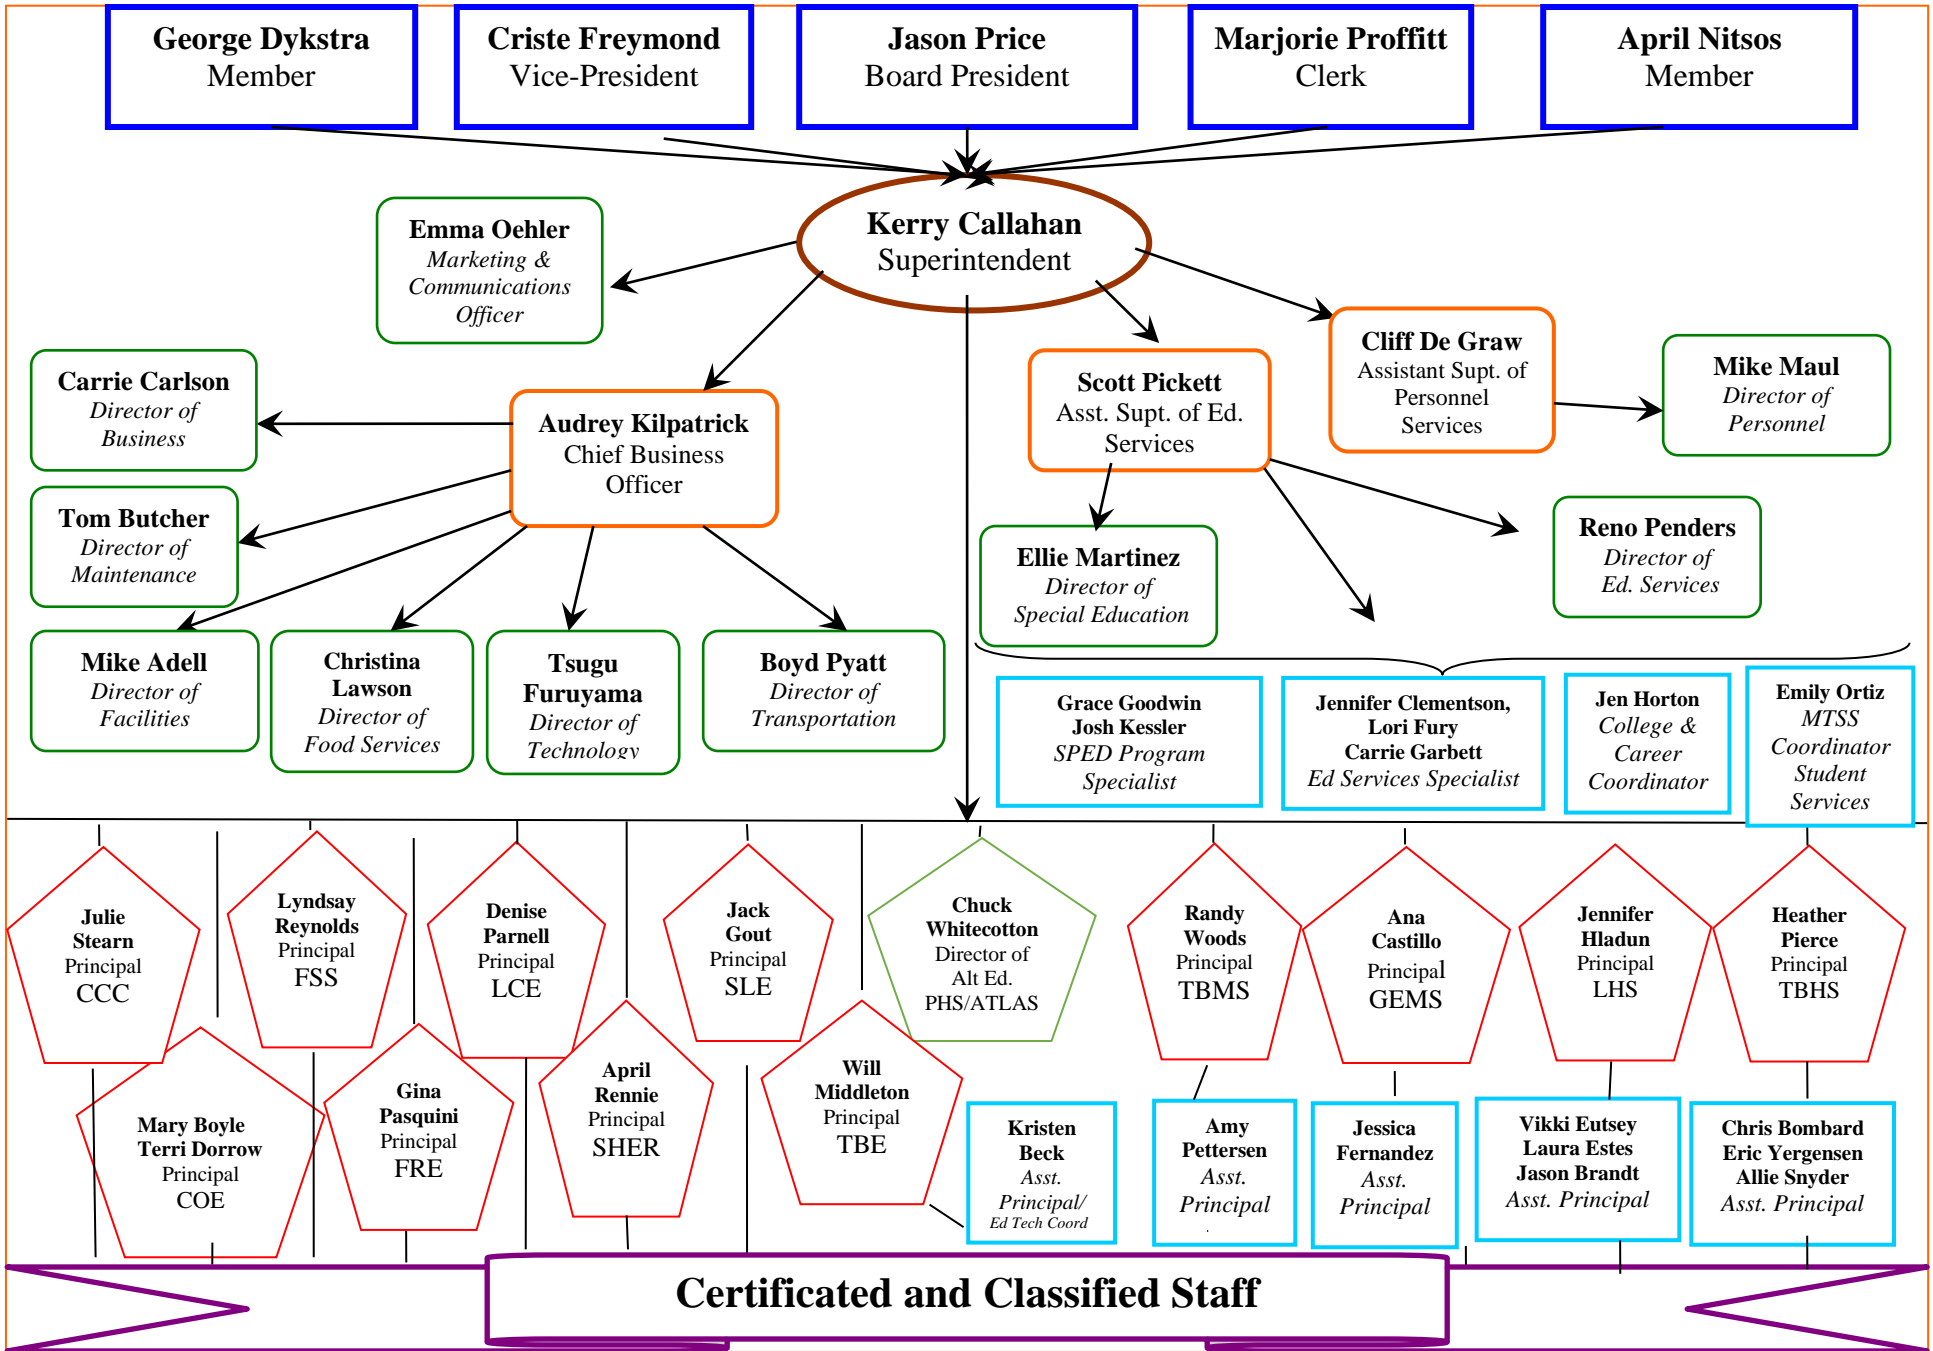 George Dykstra
Member
Criste Freymond
Vice-President
Jason Price
Board President
Marjorie Proffitt
Clerk
April Nitsos
Member
Kerry Callahan
Superintendent
Emma Oehler
Marketing &
Communications
Officer
Carrie Carlson
Director of
Business
Audrey Kilpatrick
Chief Business
Officer
Scott Pickett
Asst. Supt. of Ed.
Services
Cliff De Graw
Assistant Supt. of
Personnel
Services
Mike Maul
Director of
Personnel
Tom Butcher
Director of
Maintenance
Ellie Martinez
Director of
Special Education
Reno Penders
Director of
Ed. Services
Mike Adell
Director of
Facilities
Christina
Lawson
Director of
Food Services
Tsugu
Furuyama
Director of
Technology
Boyd Pyatt
Director of
Transportation
Grace Goodwin
Josh Kessler
SPED Program
Specialist
Jennifer Clementson,
Lori Fury
Carrie Garbett
Ed Services Specialist
Jen Horton
College &
Career
Coordinator
Emily Ortiz
MTSS
Coordinator
Student
Services
Julie
Stearn
Principal
CCC
Lyndsay
Reynolds
Principal
FSS
Denise
Parnell
Principal
LCE
Jack
Gout
Principal
SLE
Chuck
Whitecotton
Director of
Alt Ed.
PHS/ATLAS
Randy
Woods
Principal
TBMS
Ana
Castillo
Principal
GEMS
Jennifer
Hladun
Principal
LHS
Heather
Pierce
Principal
TBHS
Mary Boyle
Terri Dorrow
Principal
COE
Gina
Pasquini
Principal
FRE
April
Rennie
Principal
SHER
Will
Middleton
Principal
TBE
Kristen
Beck
Asst.
Principal/
Ed Tech Coord
Amy
Pettersen
Asst.
Principal
.
Jessica
Fernandez
Asst.
Principal
Vikki Eutsey
Laura Estes
Jason Brandt
Asst. Principal
Chris Bombard
Eric Yergensen
Allie Snyder
Asst. Principal
Certificated and Classified Staff